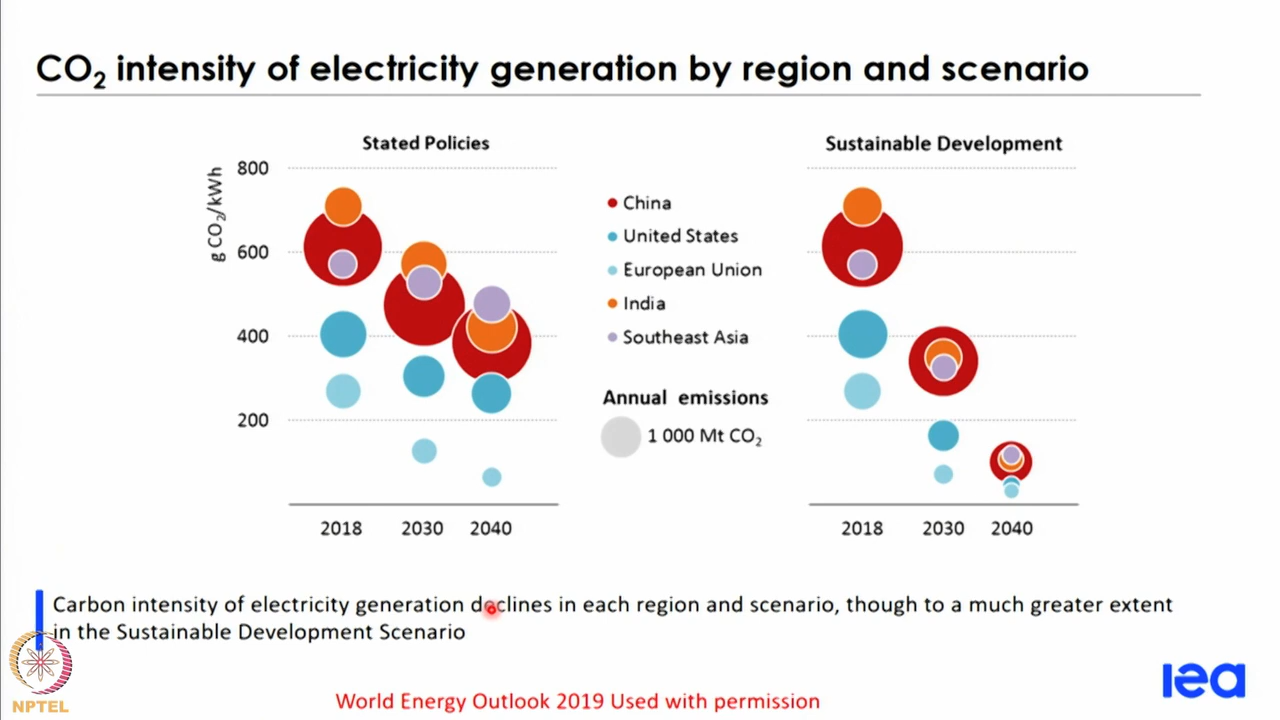 CO₂ intensity of electricity generation by region and scenario
Stated Policies
g CO₂/kWh
800
600
400
200
2018 2030 2040
China
United States
European Union
India
Southeast Asia
Annual emissions
1 000 Mt CO₂
Sustainable Development
2018 2030 2040
Carbon intensity of electricity generation declines in each region and scenario, though to a much greater extent
in the Sustainable Development Scenario
NPTEL
World Energy Outlook 2019 Used with permission
iea